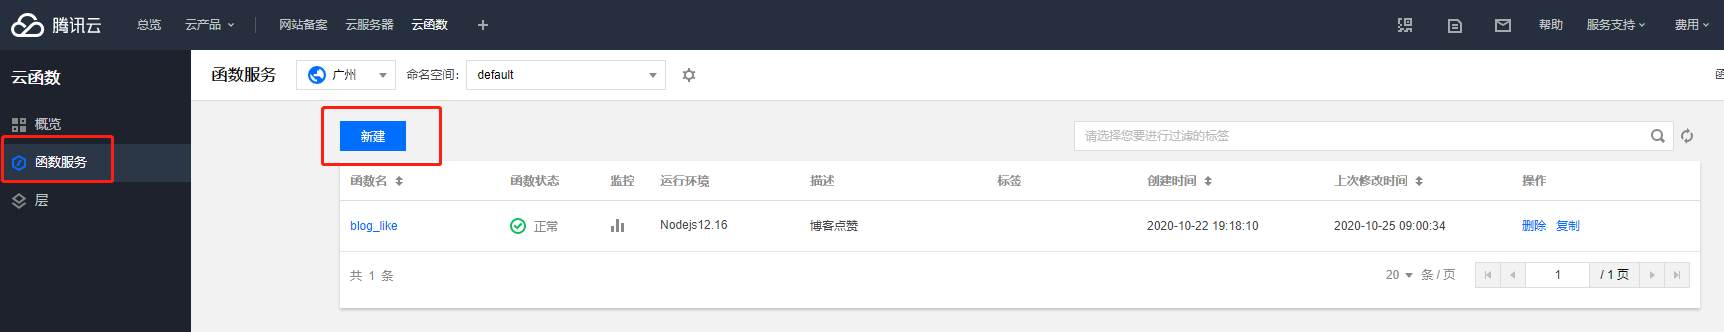 腾讯云 总览 云产品 网站备案 云服务器 云函数 帮助 服务支持 费用
云函数
概览
函数服务
层
函数服务 广州 命名空间: default
新建 请选择您要进行过滤的标签
函数名 函数状态 监控 运行环境 描述 标签 创建时间 上次修改时间 操作
blog_like 正常 Nodejs12.16 博客点赞 2020-10-22 19:18:10 2020-10-25 09:00:34 删除 复制
共 1 条 20 条 / 页 1 / 1 页